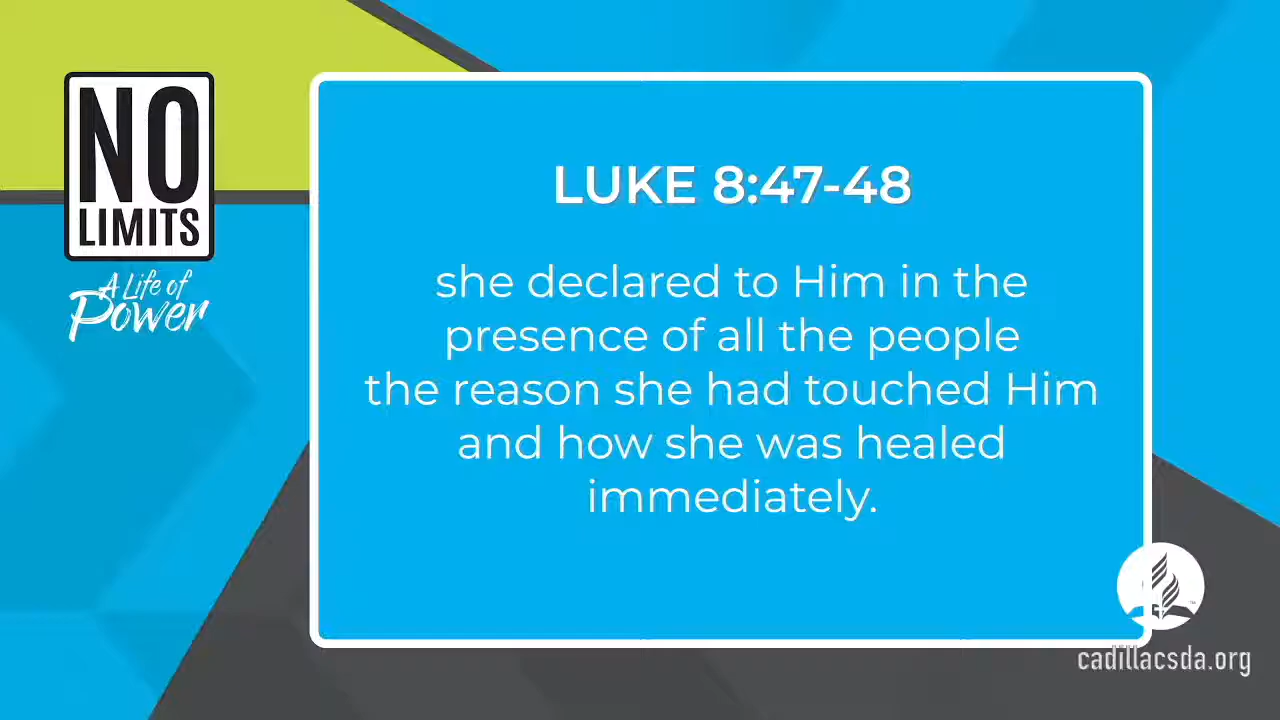 NO
LIMITS
A Life of
Power
LUKE 8:47-48
she declared to Him in the
presence of all the people
the reason she had touched Him
and how she was healed
immediately.
cadillacsda.org